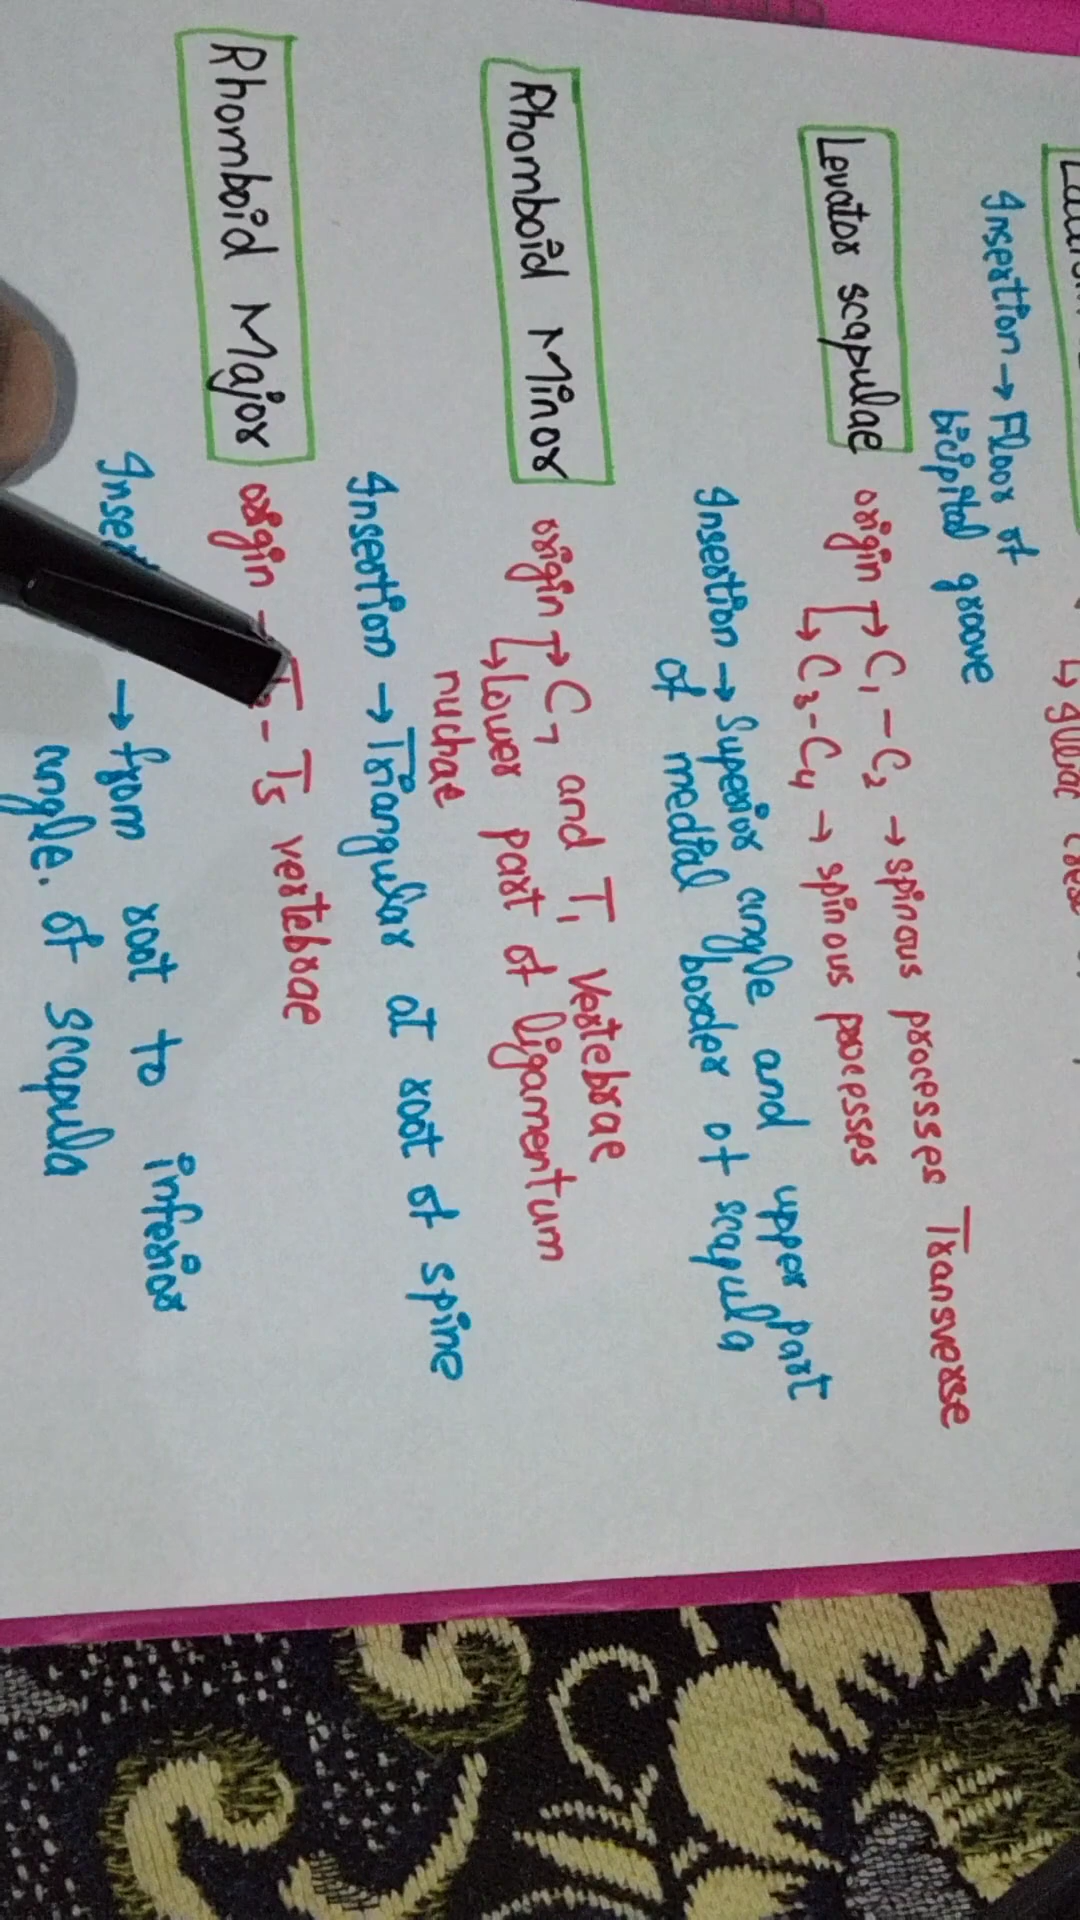 Insertion → Floor of
bicipital groove
Levator scapulae
origin → C1 - C2 → spinous processes Transverse
↳ C3 - C4 → spinous processes
Insertion → Superior angle and upper part
of medial border of scapula
Rhomboid Minor
origin → C7 and T1 vertebrae
↳ Lower part of ligamentum
nuchae
Insertion → Triangular at root of spine
Rhomboid Major
origin - T5 vertebrae
→ from root to inferior
angle. of scapula